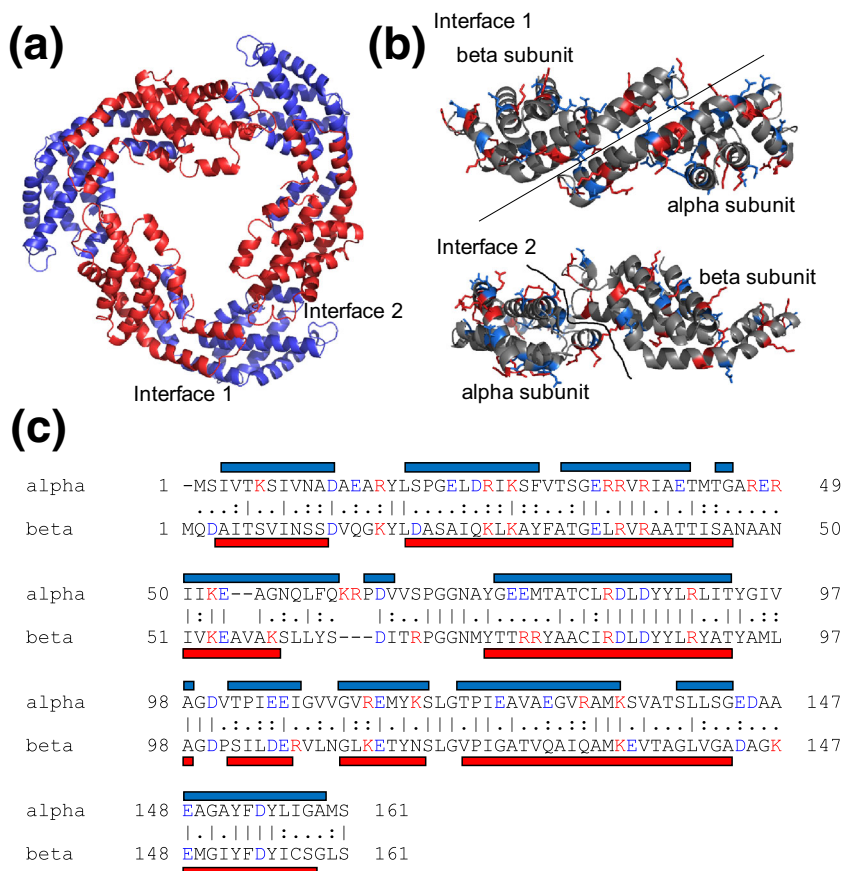 (a)
(b)
Interface 1
beta subunit
alpha subunit
Interface 2
Interface 1
Interface 2
beta subunit
alpha subunit
(c)
alpha 1 -MSIVTKSIVNADAEARYLSPGELDRIKSFVTSGERRVRIAETMTGARER 49
beta 1 MQDAITSVINSSDVQGKYLDASAIQKLKAYFATGELRVRAATTISANAAN 50
alpha 50 IIKE--AGNQLFQKRPDVVSPGGNAYGEEMTATCLRDLDYYLRLITYGIV 97
beta 51 IVKEAVAKSLLYS---DITRPGGNMYTTRRYAACIRDLDYYLRYATYAML 97
alpha 98 AGDVTPIEEIGVVGVREMYKSLGTPIEAVAEGVRAMKSVATSLLSGEDAA 147
beta 98 AGDPSILDERVLNGLKETYNSLGVPIGATVQAIQAMKEVTAGLVGADAGK 147
alpha 148 EAGAYFDYLIGAMS 161
beta 148 EMGIYFDYICSGLS 161